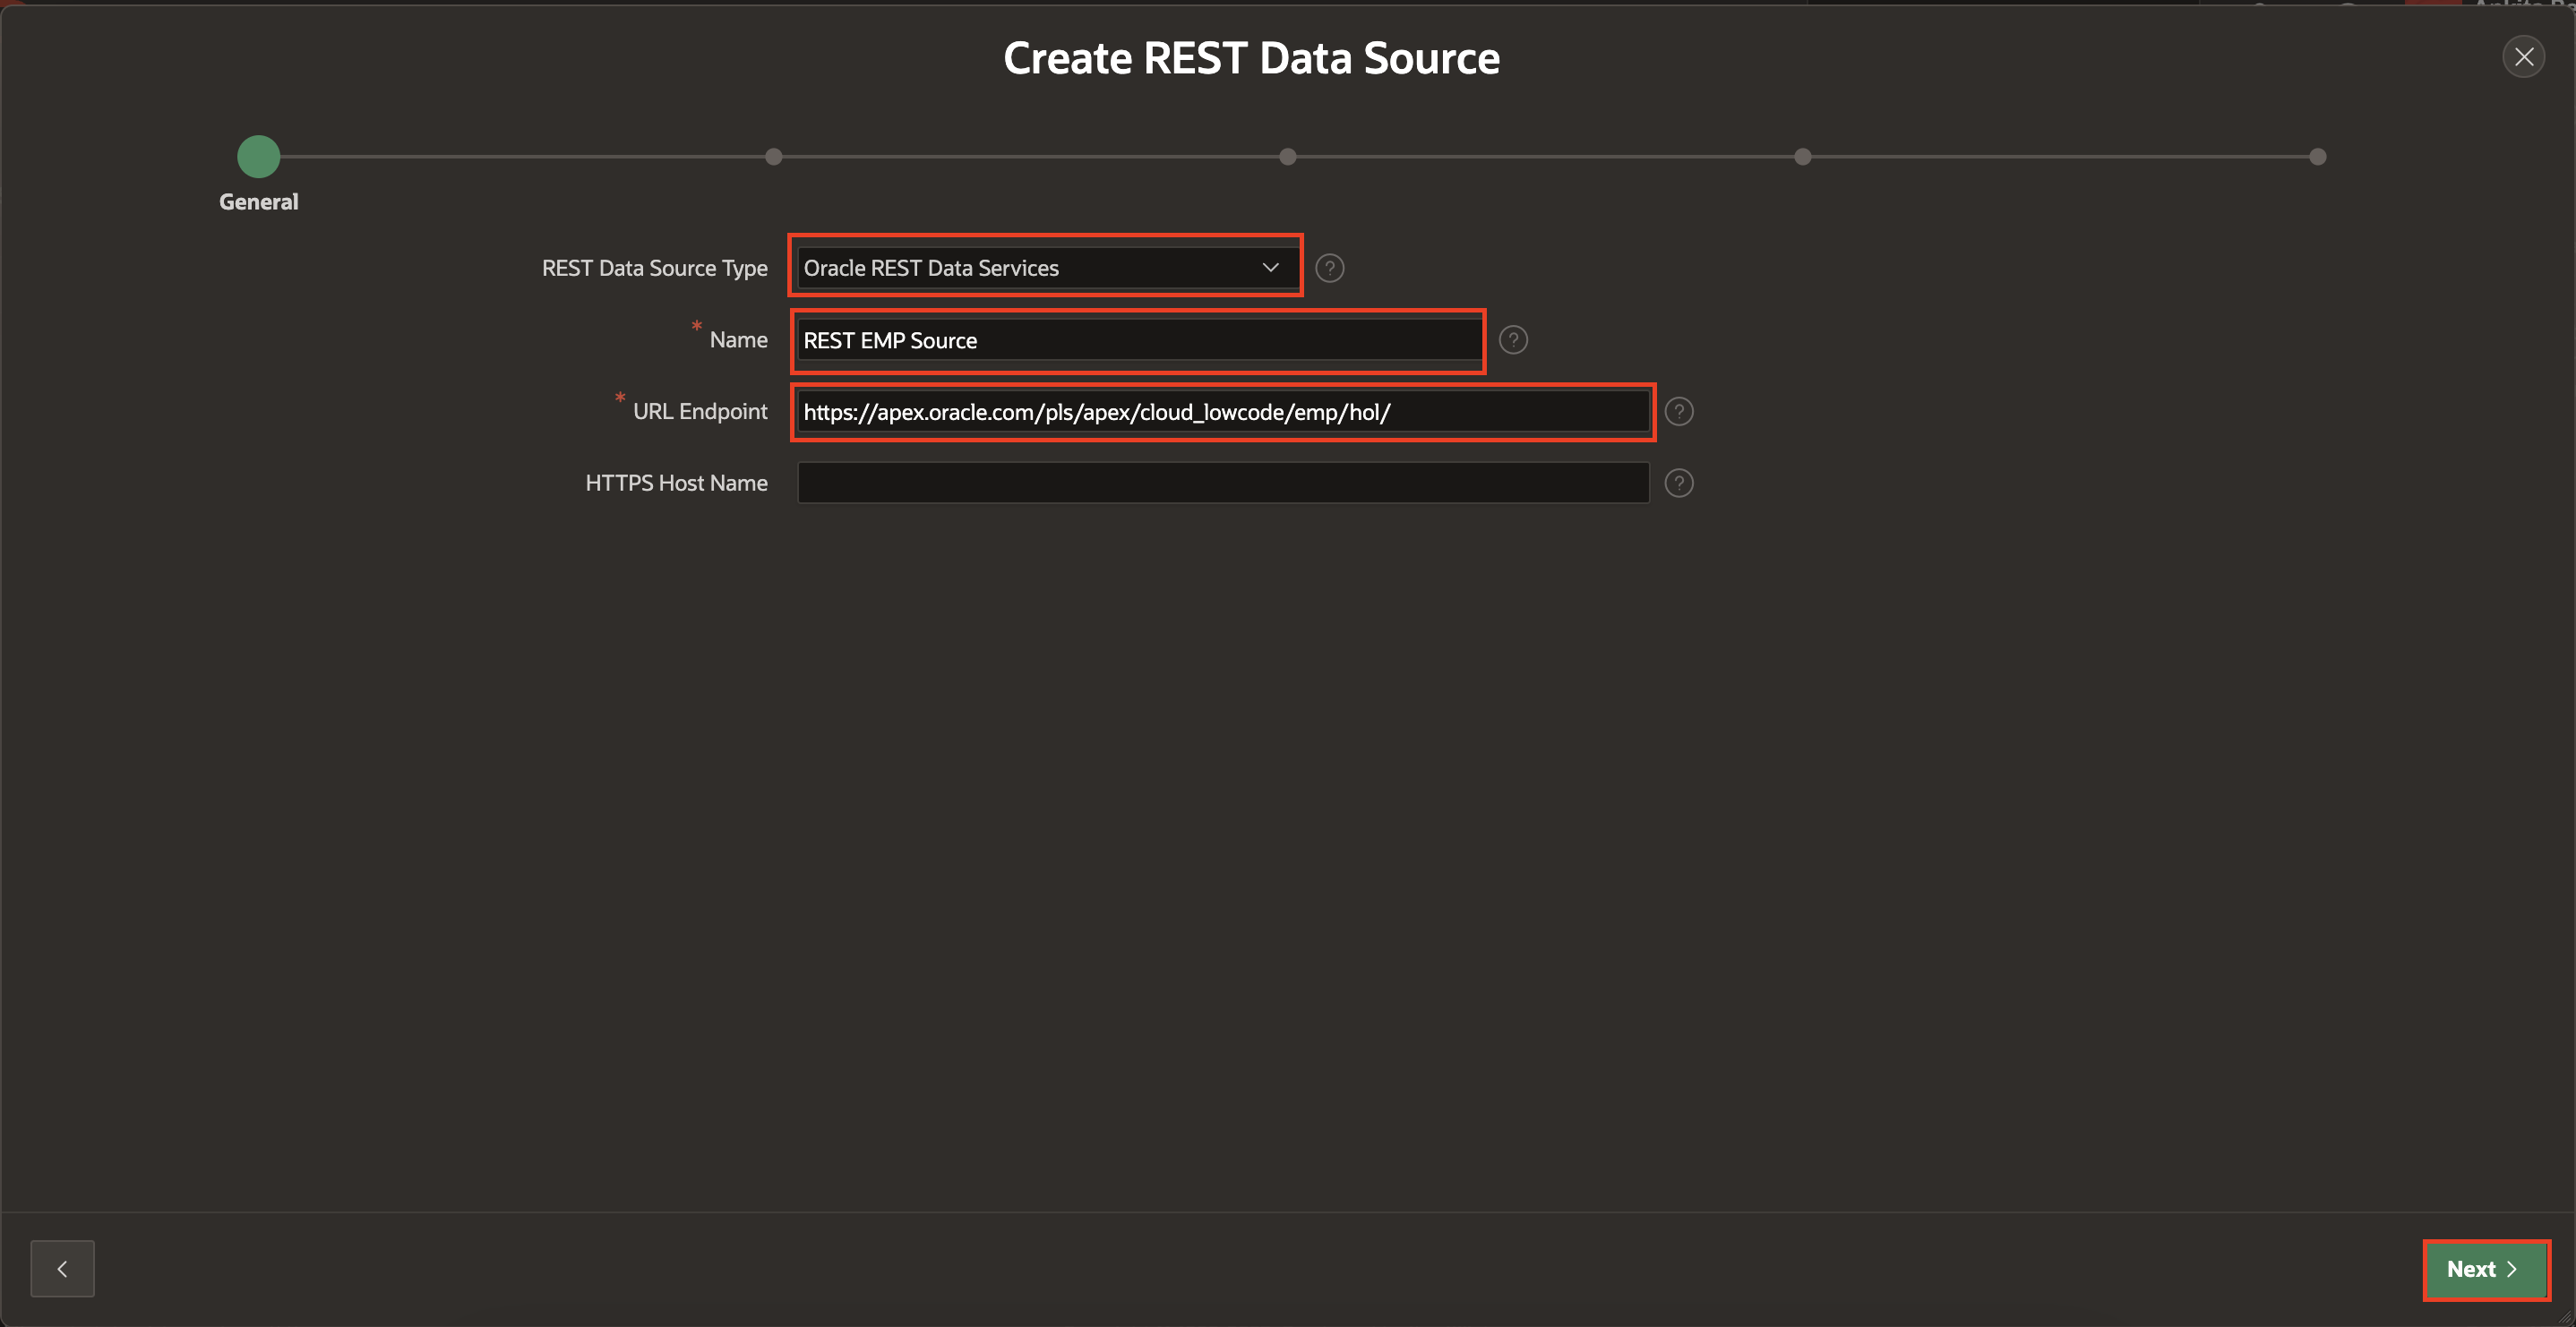 Create REST Data Source
General
REST Data Source Type Oracle REST Data Services
* Name REST EMP Source
* URL Endpoint https://apex.oracle.com/pls/apex/cloud_lowcode/emp/hol/
HTTPS Host Name
Next